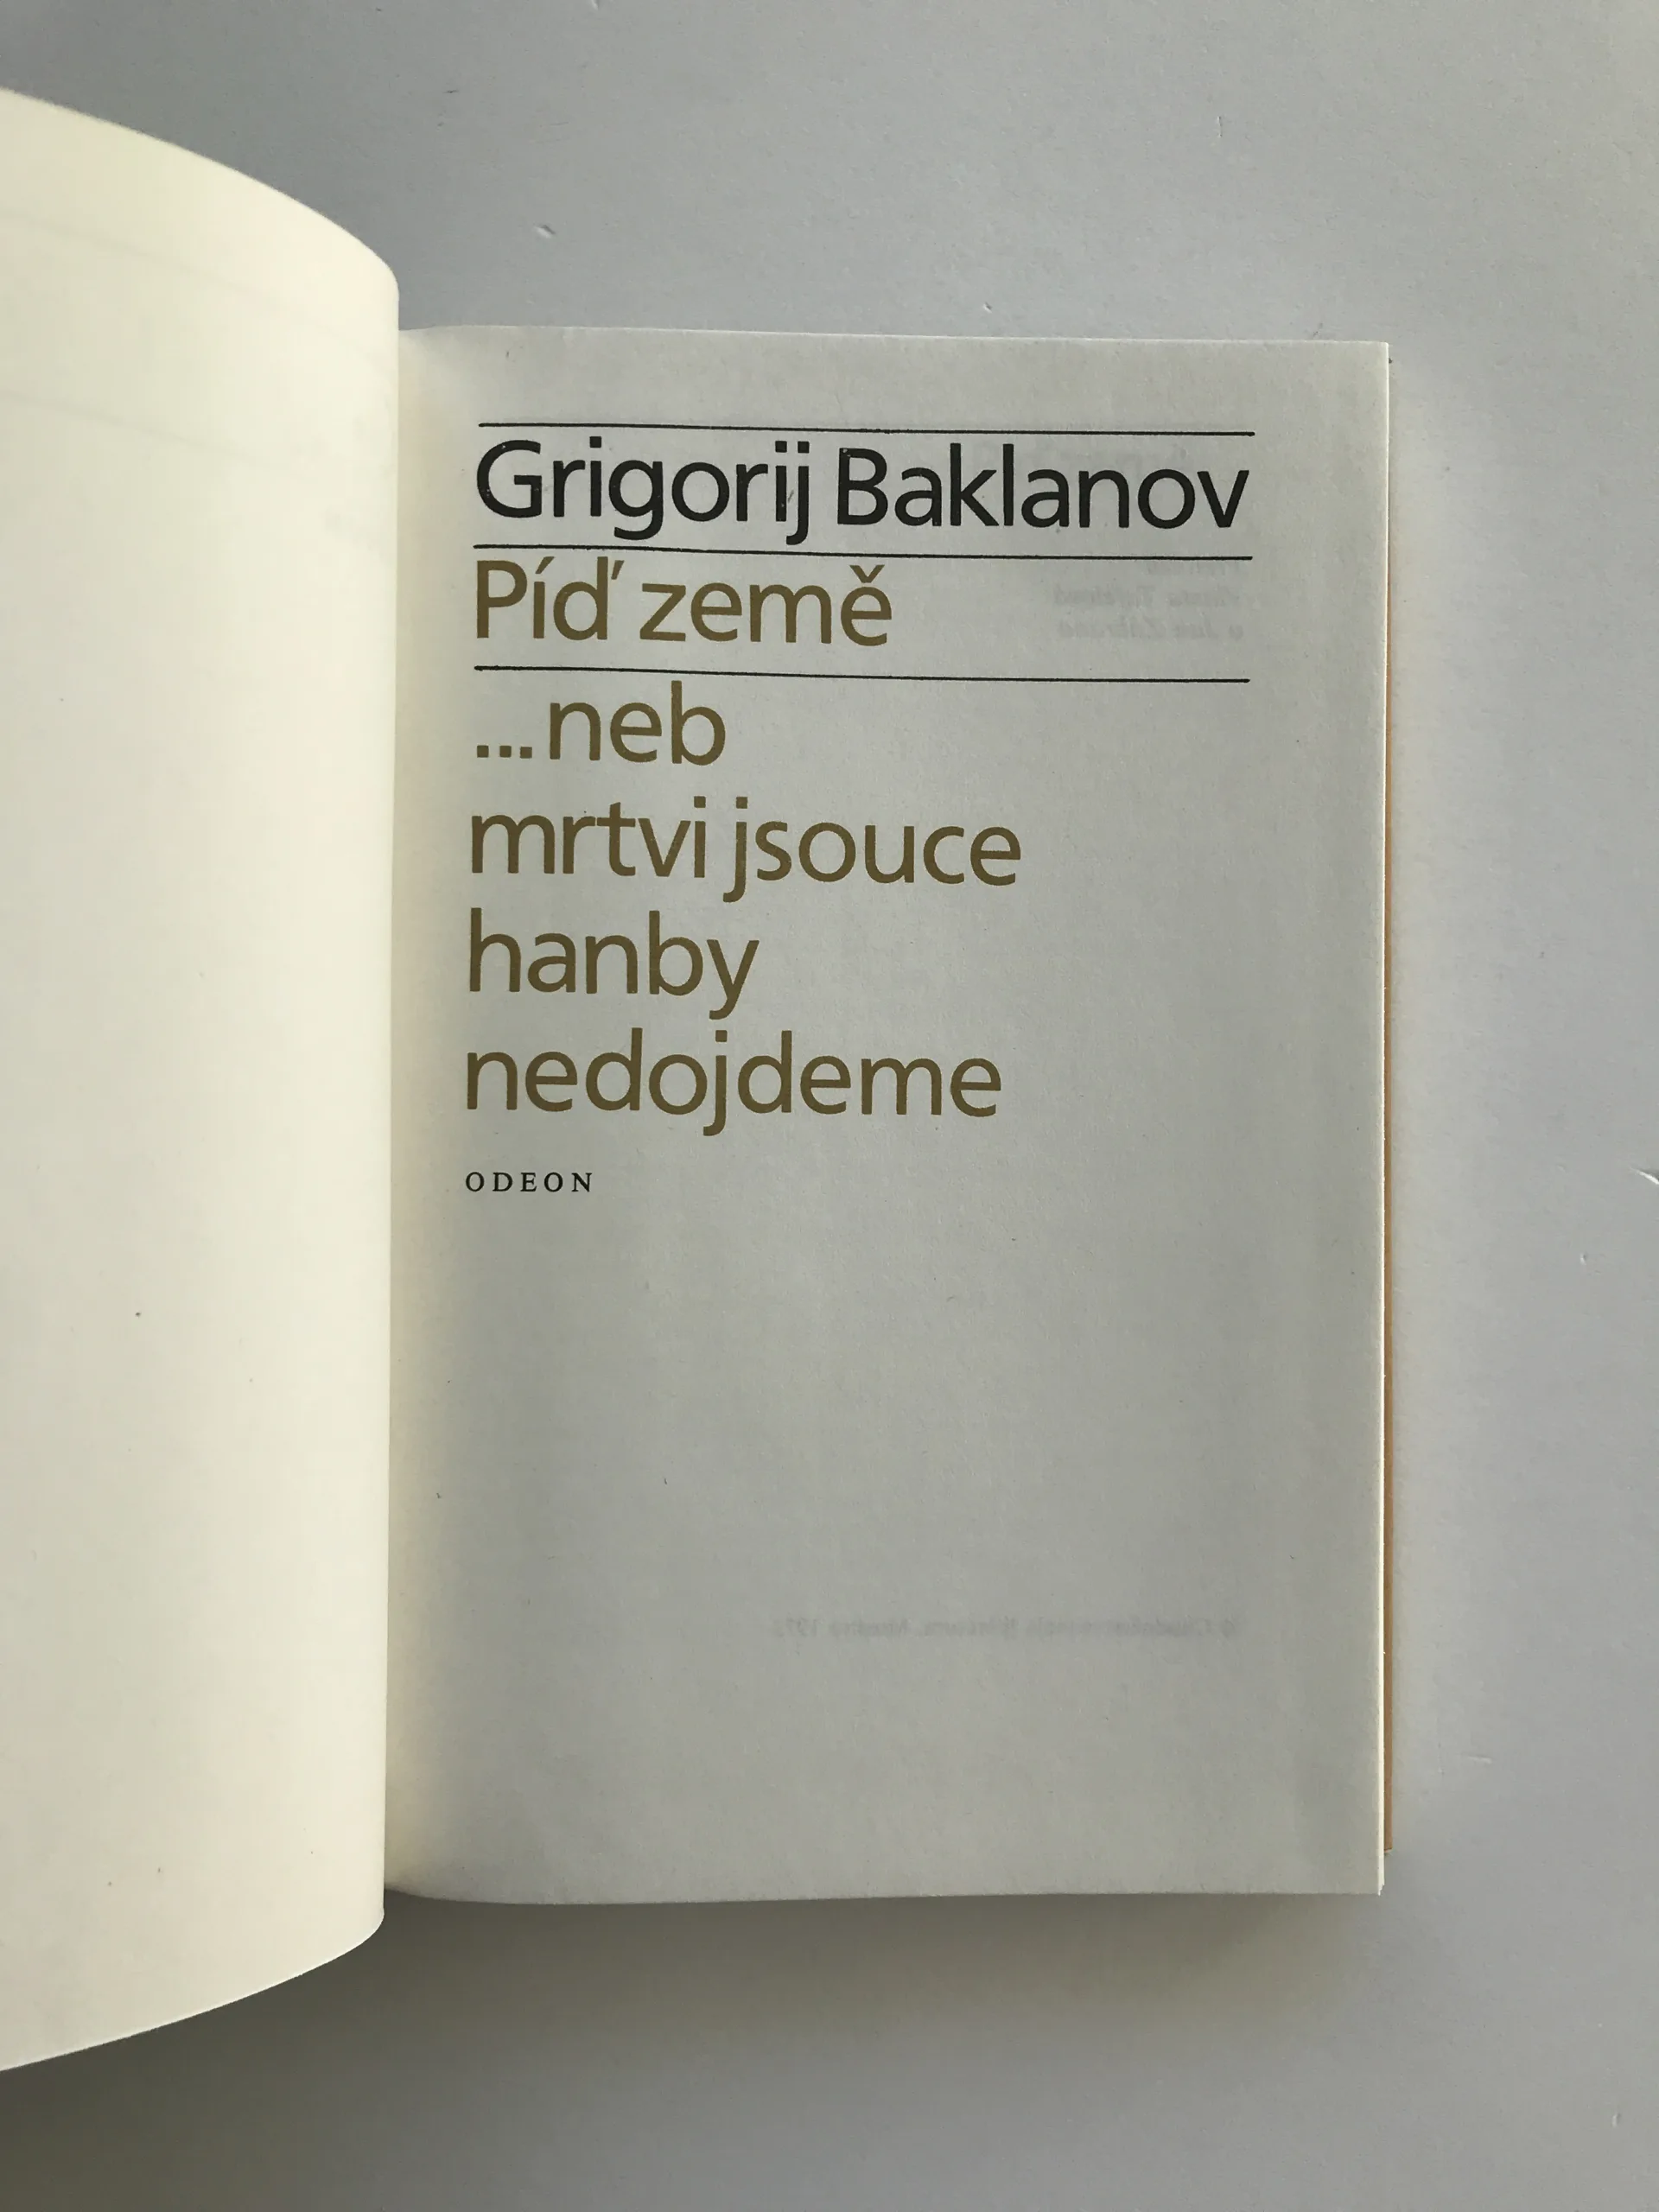 Grigorij Baklanov
Píď země
...neb
mrtvi jsouce
hanby
nedojdeme
ODEON